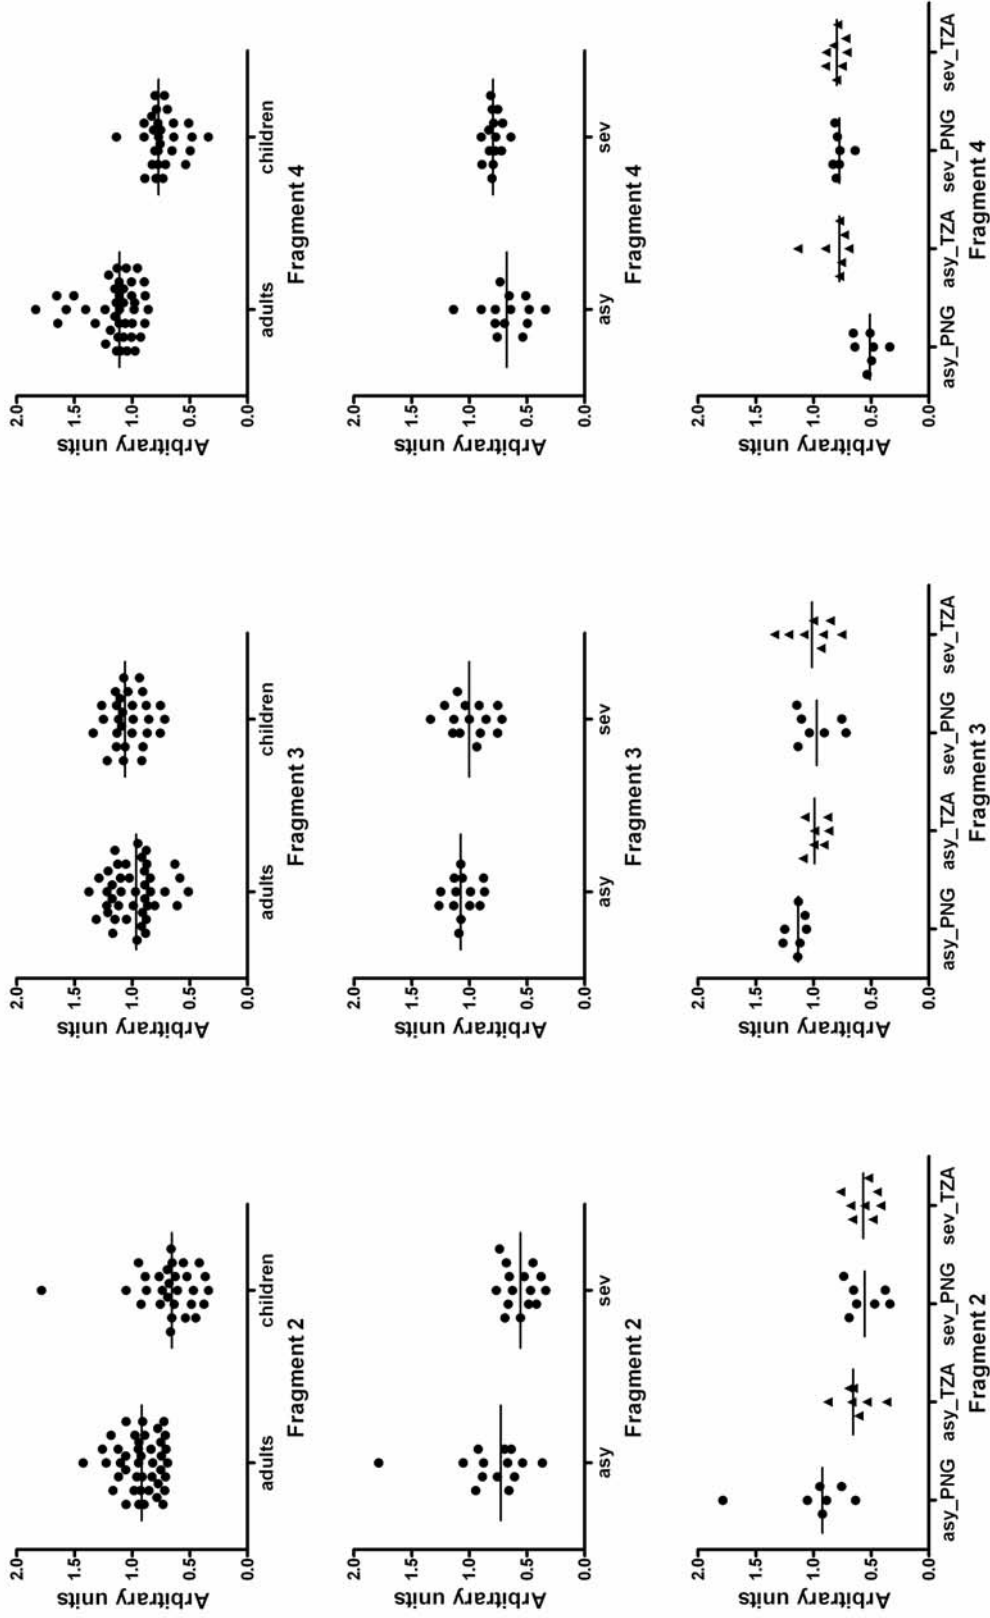 2.0
1.5
1.0
0.5
0.0
Arbitrary units
adults children
Fragment 2
2.0
1.5
1.0
0.5
0.0
Arbitrary units
adults children
Fragment 3
2.0
1.5
1.0
0.5
0.0
Arbitrary units
adults children
Fragment 4
2.0
1.5
1.0
0.5
0.0
Arbitrary units
asy sev
Fragment 2
2.0
1.5
1.0
0.5
0.0
Arbitrary units
asy sev
Fragment 3
2.0
1.5
1.0
0.5
0.0
Arbitrary units
asy sev
Fragment 4
2.0
1.5
1.0
0.5
0.0
Arbitrary units
asy_PNG asy_TZA sev_PNG sev_TZA
Fragment 2
2.0
1.5
1.0
0.5
0.0
Arbitrary units
asy_PNG asy_TZA sev_PNG sev_TZA
Fragment 3
2.0
1.5
1.0
0.5
0.0
Arbitrary units
asy_PNG asy_TZA sev_PNG sev_TZA
Fragment 4